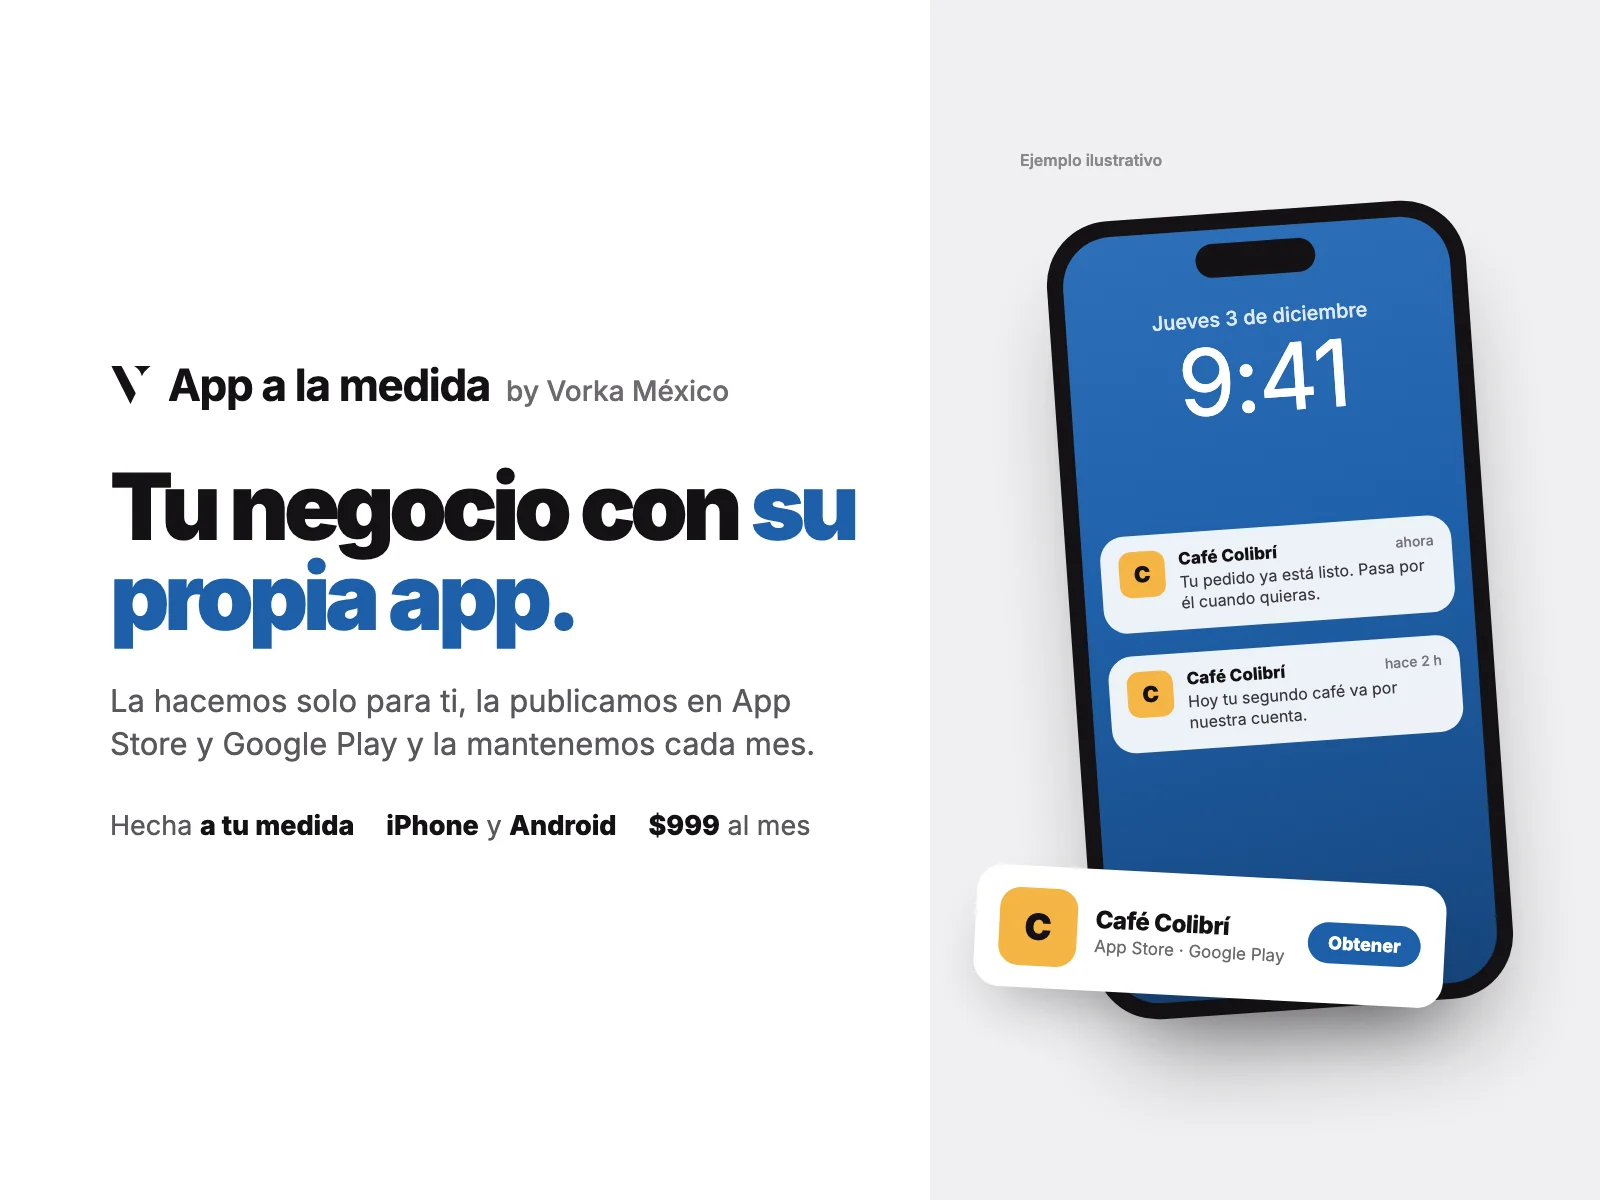 App a la medida by Vorka México
Tu negocio con su
propia app.
La hacemos solo para ti, la publicamos en App
Store y Google Play y la mantenemos cada mes.
Hecha a tu medida iPhone y Android $999 al mes
Ejemplo ilustrativo
Jueves 3 de diciembre
9:41
C
Café Colibrí ahora
Tu pedido ya está listo. Pasa por
él cuando quieras.
C
Café Colibrí hace 2 h
Hoy tu segundo café va por
nuestra cuenta.
C
Café Colibrí
App Store · Google Play
Obtener